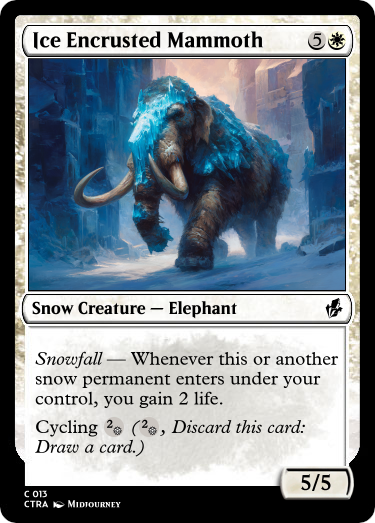 Ice Encrusted Mammoth 5
Snow Creature — Elephant
Snowfall — Whenever this or another
snow permanent enters under your
control, you gain 2 life.
Cycling 2 (2, Discard this card:
Draw a card.)
5/5
C 013
CTRA Midjourney